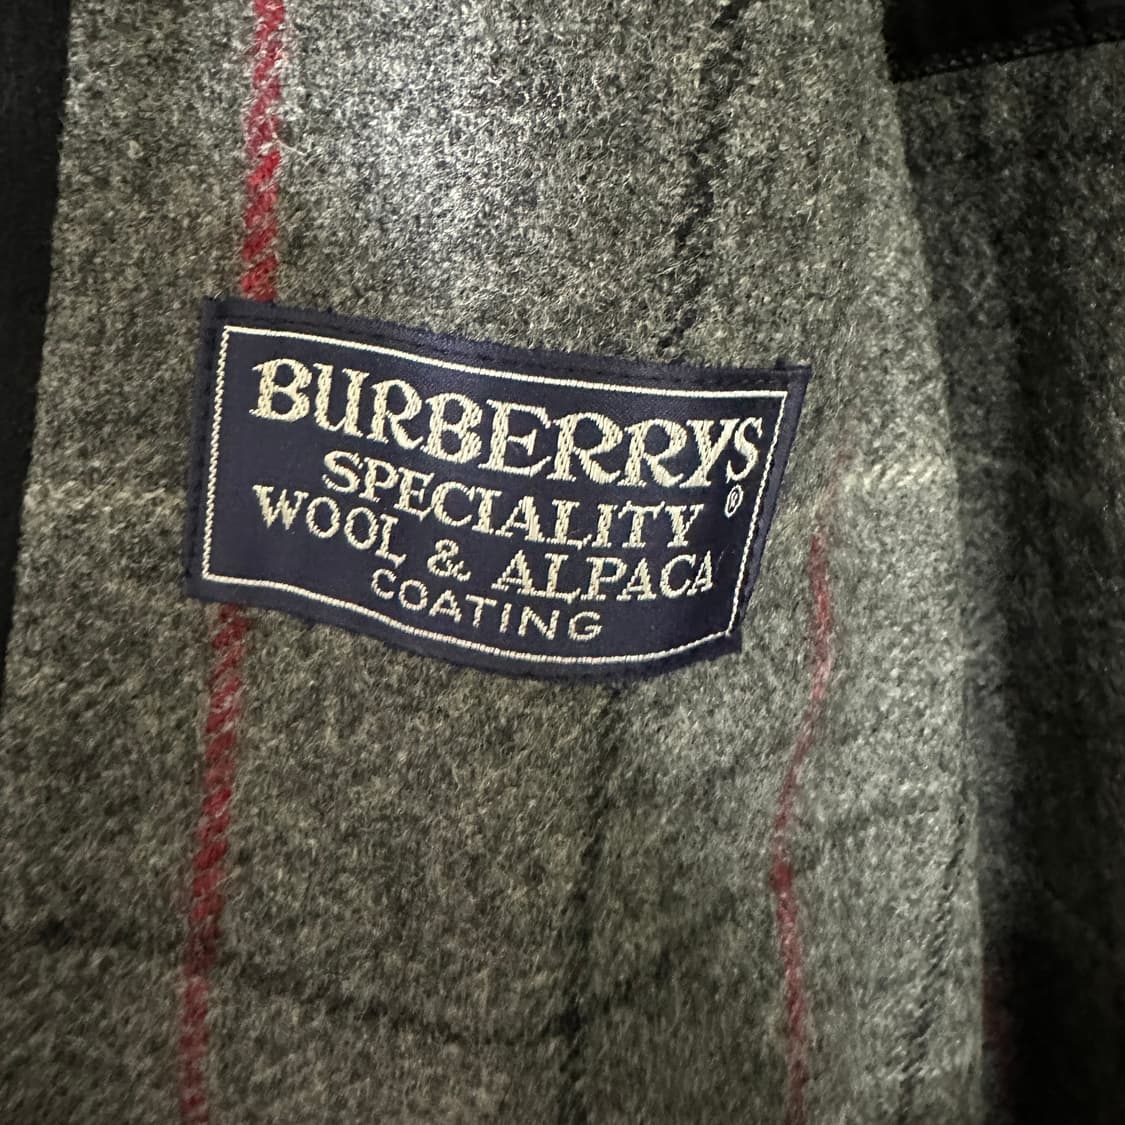 BURBERRYS
SPECIALITY ®
WOOL & ALPACA
COATING